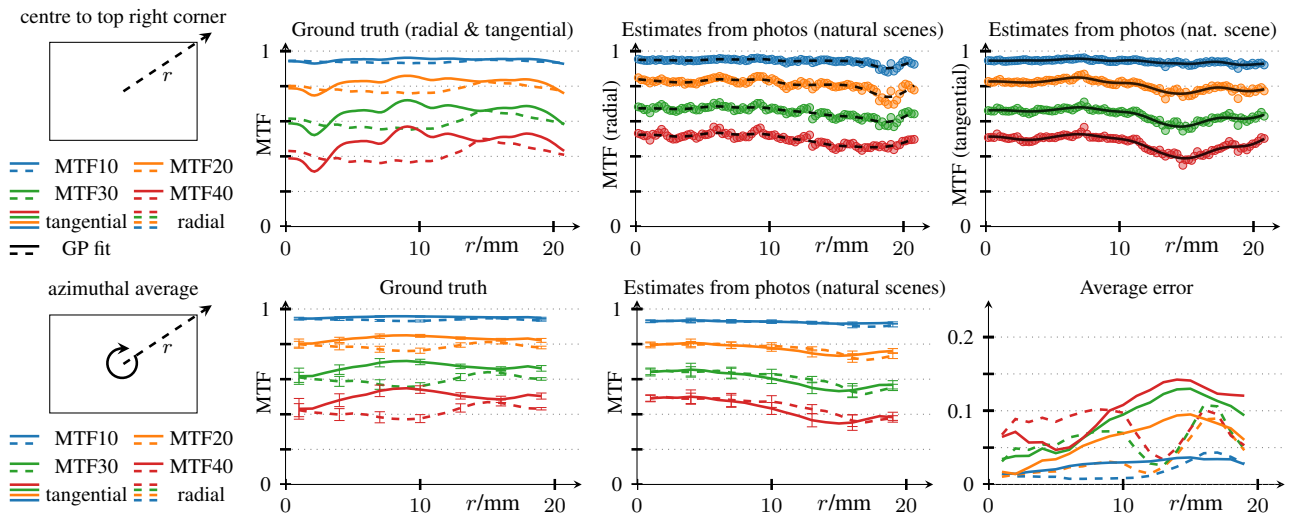 centre to top right corner
r
MTF10 MTF20
MTF30 MTF40
tangential radial
GP fit
Ground truth (radial & tangential)
MTF
1
0
0 10 20
r/mm
Estimates from photos (natural scenes)
MTF (radial)
1
0
0 10 20
r/mm
Estimates from photos (nat. scene)
MTF (tangential)
1
0
0 10 20
r/mm
azimuthal average
r
MTF10 MTF20
MTF30 MTF40
tangential radial
Ground truth
MTF
1
0
0 10 20
r/mm
Estimates from photos (natural scenes)
MTF
1
0
0 10 20
r/mm
Average error
0.2
0.1
0
0 10 20
r/mm